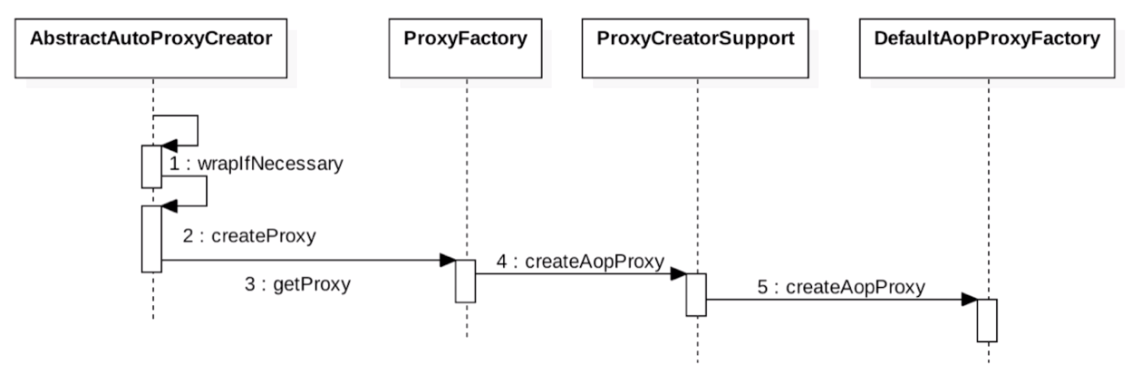 AbstractAutoProxyCreator
ProxyFactory
ProxyCreatorSupport
DefaultAopProxyFactory
1 : wrapIfNecessary
2 : createProxy
3 : getProxy
4 : createAopProxy
5 : createAopProxy